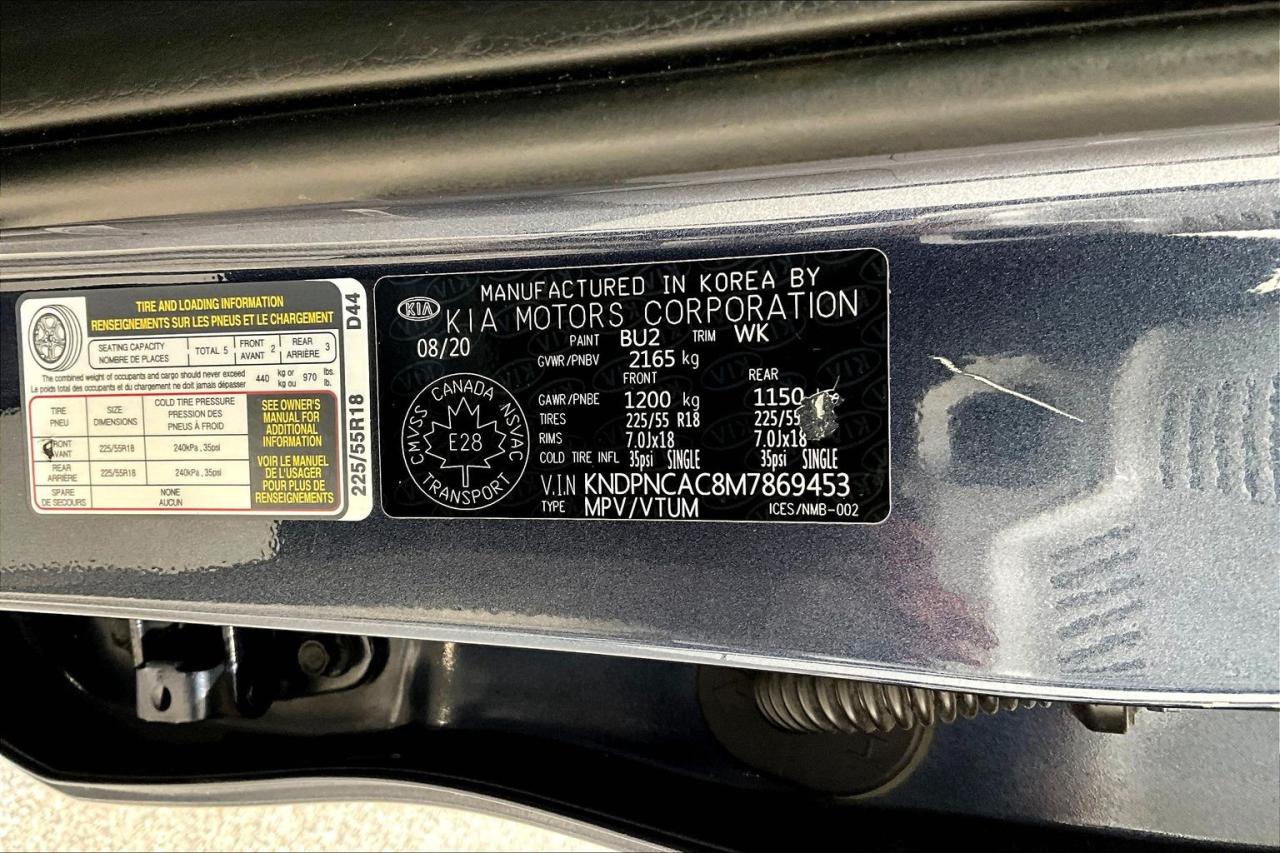 TIRE AND LOADING INFORMATION
RENSEIGNEMENTS SUR LES PNEUS ET LE CHARGEMENT
SEATING CAPACITY
NOMBRE DE PLACES
TOTAL 5
FRONT
AVANT 2
REAR
ARRIÈRE 3
The combined weight of occupants and cargo should never exceed
Le poids total des occupants et du chargement ne doit jamais dépasser
440 kg or
kg ou 970 lbs.
lb.
TIRE
PNEU
SIZE
DIMENSIONS
COLD TIRE PRESSURE
PRESSION DES
PNEUS À FROID
FRONT
AVANT
225/55R18
240kPa , 35psi
REAR
ARRIÈRE
225/55R18
240kPa , 35psi
SPARE
DE SECOURS
NONE
AUCUN
SEE OWNER'S
MANUAL FOR
ADDITIONAL
INFORMATION
VOIR LE MANUEL
DE L'USAGER
POUR PLUS DE
RENSEIGNEMENTS
225/55R18 D44
MANUFACTURED IN KOREA BY
KIA KIA MOTORS CORPORATION
08/20
PAINT BU2 TRIM WK
GVWR/PNBV 2165 kg
FRONT REAR
GAWR/PNBE 1200 kg 1150
TIRES 225/55 R18 225/55
RIMS 7.0Jx18 7.0Jx18
COLD TIRE INFL 35psi SINGLE 35psi SINGLE
V.I.N KNDPNCAC8M7869453
TYPE MPV/VTUM ICES/NMB-002
CANADA
CMVSS NSVAC
E28
TRANSPORT